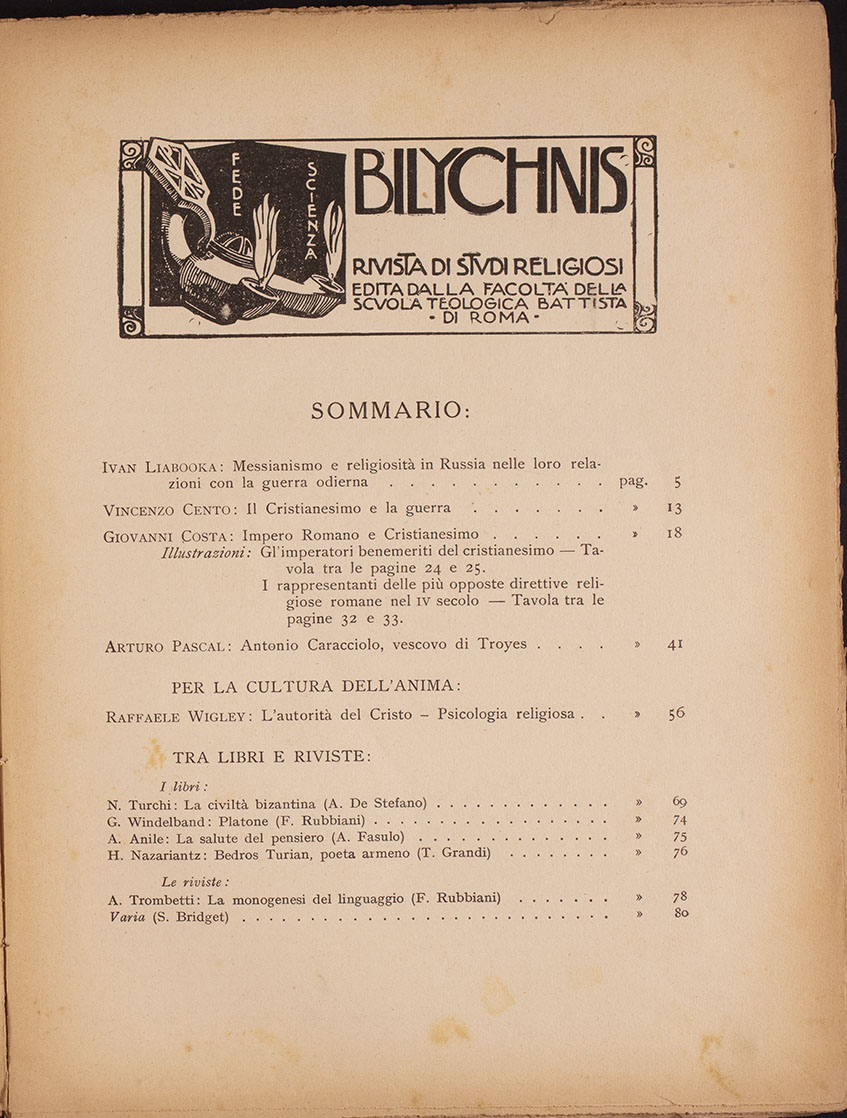 FEDE
SCIENZA
BILYCHNIS
RIVISTA DI STVDI RELIGIOSI
EDITA DALLA FACOLTA' DELLA
SCVOLA TEOLOGICA BATTISTA
· DI ROMA ·
SOMMARIO:
IVAN LIABOOKA: Messianismo e religiosità in Russia nelle loro rela-
zioni con la guerra odierna . . . . . . . . . . . pag. 5
VINCENZO CENTO: Il Cristianesimo e la guerra . . . . . . . » 13
GIOVANNI COSTA: Impero Romano e Cristianesimo . . . . . . » 18
Illustrazioni: Gl'imperatori benemeriti del cristianesimo — Ta-
vola tra le pagine 24 e 25.
I rappresentanti delle più opposte direttive reli-
giose romane nel IV secolo — Tavola tra le
pagine 32 e 33.
ARTURO PASCAL: Antonio Caracciolo, vescovo di Troyes . . . . » 41
PER LA CULTURA DELL'ANIMA:
RAFFAELE WIGLEY: L'autorità del Cristo – Psicologia religiosa . . » 56
TRA LIBRI E RIVISTE:
I libri:
N. Turchi: La civiltà bizantina (A. De Stefano) . . . . . . . . . . . . . » 69
G. Windelband: Platone (F. Rubbiani) . . . . . . . . . . . . . . . . . . » 74
A. Anile: La salute del pensiero (A. Fasulo) . . . . . . . . . . . . . . » 75
H. Nazariantz: Bedros Turian, poeta armeno (T. Grandi) . . . . . . . . » 76
Le riviste:
A. Trombetti: La monogenesi del linguaggio (F. Rubbiani) . . . . . . . » 78
Varia (S. Bridget) . . . . . . . . . . . . . . . . . . . . . . . . . . . » 80